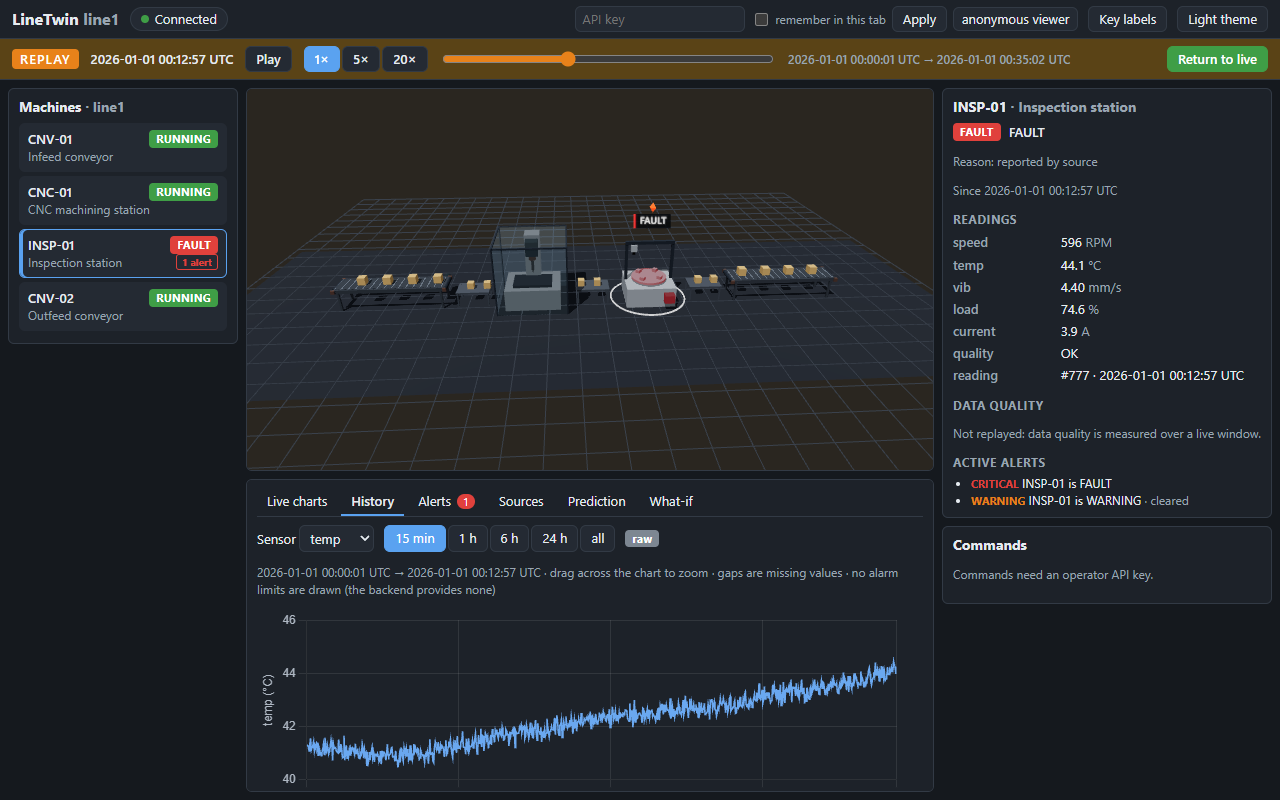 LineTwin line1 Connected API key remember in this tab Apply anonymous viewer Key labels Light theme
REPLAY 2026-01-01 00:12:57 UTC Play 1× 5× 20× 2026-01-01 00:00:01 UTC → 2026-01-01 00:35:02 UTC Return to live
Machines · line1
CNV-01 RUNNING
Infeed conveyor
CNC-01 RUNNING
CNC machining station
INSP-01 FAULT
Inspection station 1 alert
CNV-02 RUNNING
Outfeed conveyor
FAULT
Live charts History Alerts 1 Sources Prediction What-if
Sensor temp 15 min 1 h 6 h 24 h all raw
2026-01-01 00:00:01 UTC → 2026-01-01 00:12:57 UTC · drag across the chart to zoom · gaps are missing values · no alarm
limits are drawn (the backend provides none)
46
44
42
40
temp (°C)
INSP-01 · Inspection station
FAULT FAULT
Reason: reported by source
Since 2026-01-01 00:12:57 UTC
READINGS
speed 596 RPM
temp 44.1 °C
vib 4.40 mm/s
load 74.6 %
current 3.9 A
quality OK
reading #777 · 2026-01-01 00:12:57 UTC
DATA QUALITY
Not replayed: data quality is measured over a live window.
ACTIVE ALERTS
• CRITICAL INSP-01 is FAULT
• WARNING INSP-01 is WARNING · cleared
Commands
Commands need an operator API key.